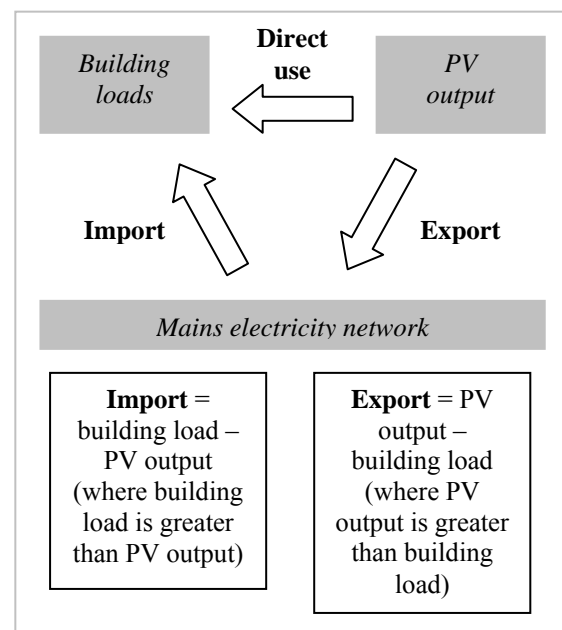 Building
loads
Direct
use
PV
output
Import
Export
Mains electricity network
Import =
building load –
PV output
(where building
load is greater
than PV output)
Export = PV
output –
building load
(where PV
output is greater
than building
load)